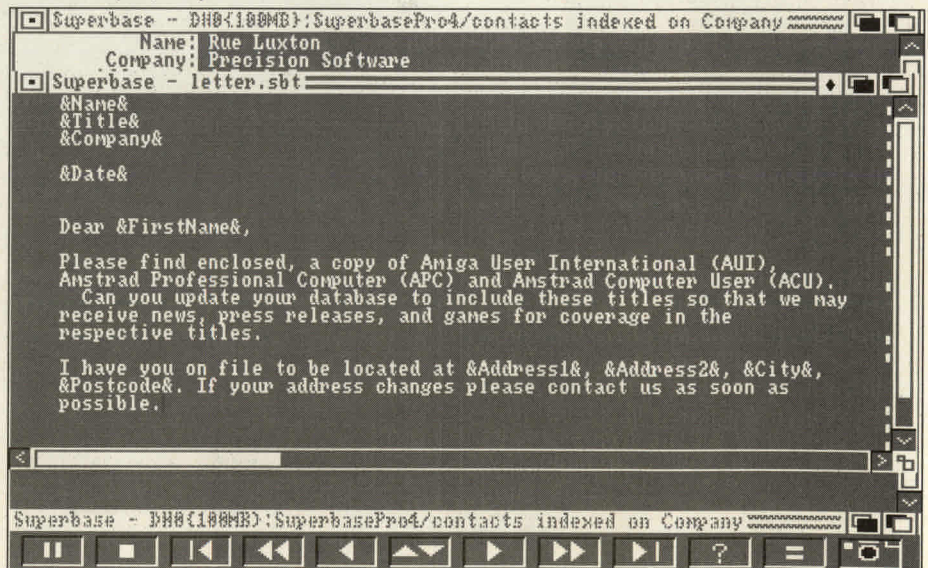 Superbase - DH0{100MB}:SuperbasePro4/contacts indexed on Company
Name: Rue Luxton
Company: Precision Software
Superbase - letter.sbt
&Name&
&Title&
&Company&
&Date&
Dear &FirstName&,
Please find enclosed, a copy of Amiga User International (AUI),
Amstrad Professional Computer (APC) and Amstrad Computer User (ACU).
Can you update your database to include these titles so that we may
receive news, press releases, and games for coverage in the
respective titles.
I have you on file to be located at &Address1&, &Address2&, &City&,
&Postcode&. If your address changes please contact us as soon as
possible.
Superbase - DH0{100MB}:SuperbasePro4/contacts indexed on Company
? =